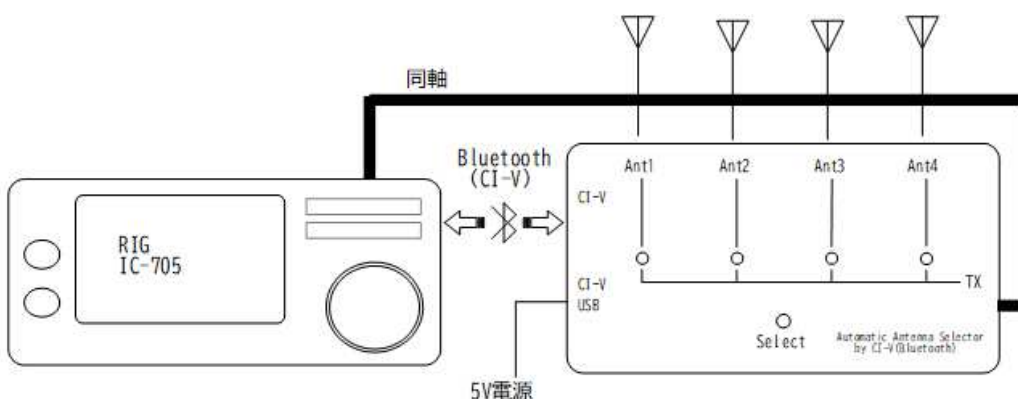 同軸
Bluetooth
(CI-V)
RIG
IC-705
Ant1
Ant2
Ant3
Ant4
CI-V
CI-V
USB
TX
Select
Automatic Antenna Selector
by CI-V(Bluetooth)
5V電源